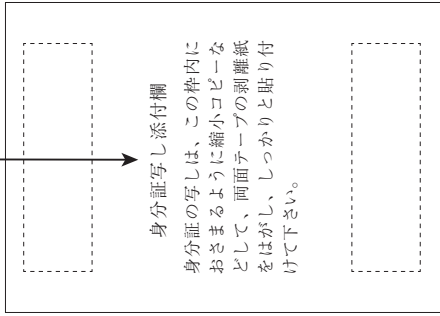 身分証写し添付欄
身分証の写しは、この枠内に
おさまるように縮小コピーな
どして、両面テープの剥離紙
をはがし、しっかりと貼り付
けて下さい。